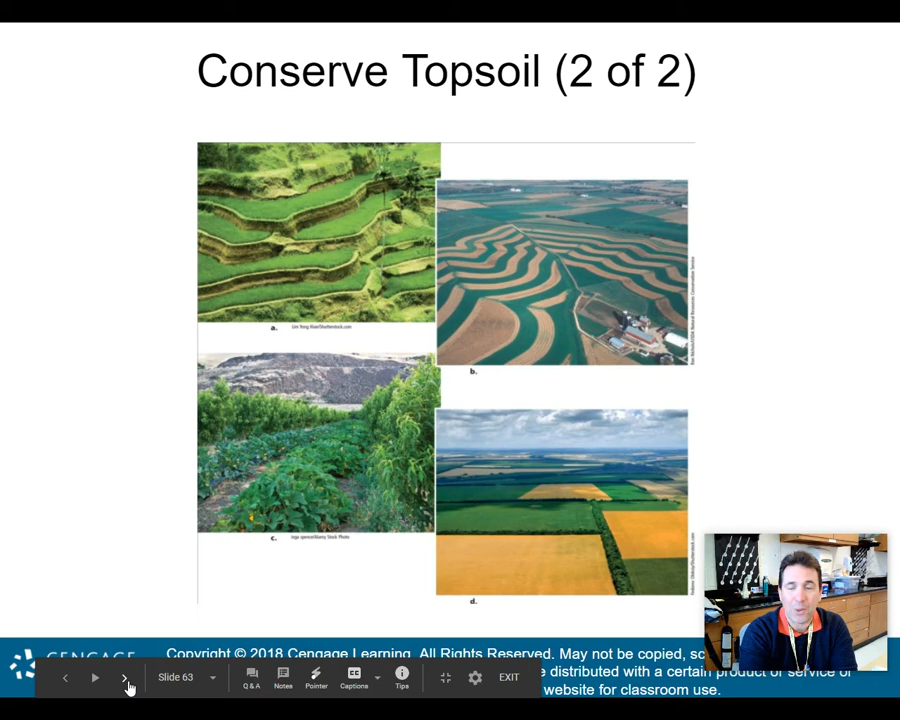 Conserve Topsoil (2 of 2)
a.
b.
c.
d.
CENGAGE
Copyright © 2018 Cengage Learning. All Rights Reserved. May not be copied, sc
e distributed with a certain product or service or
website for classroom use.
Slide 63
Q & A
Notes
Pointer
Captions
Tips
EXIT